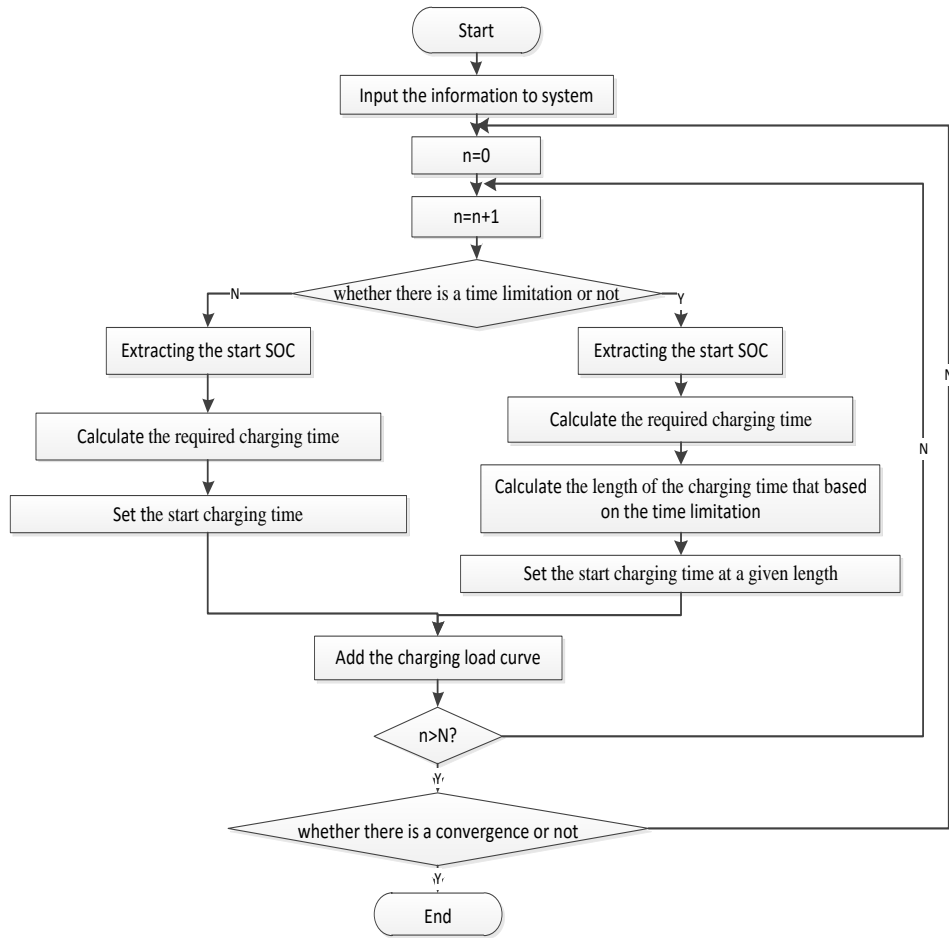 Start
Input the information to system
n=0
n=n+1
whether there is a time limitation or not
N
Y
Extracting the start SOC
Extracting the start SOC
N
Calculate the required charging time
Calculate the required charging time
N
Calculate the length of the charging time that based
on the time limitation
Set the start charging time
Set the start charging time at a given length
Add the charging load curve
n>N?
Y
whether there is a convergence or not
Y
End